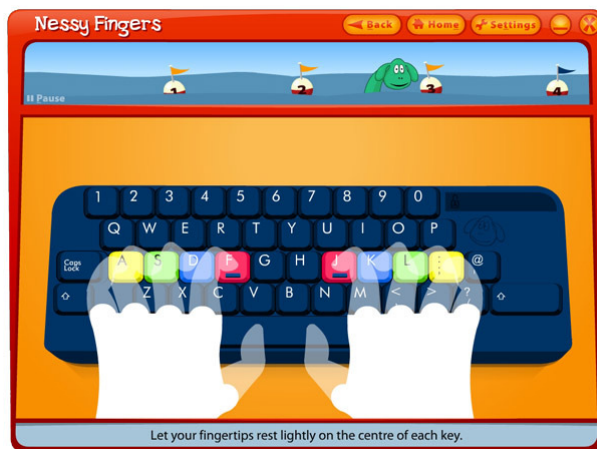 Nessy Fingers
Back Home Settings
1 2 3 4
Pause
1 2 3 4 5 6 7 8 9 0
Q W E R T Y U I O P
Caps Lock A S D F G H J K L ; : @
Z X C V B N M < > ?
Let your fingertips rest lightly on the centre of each key.